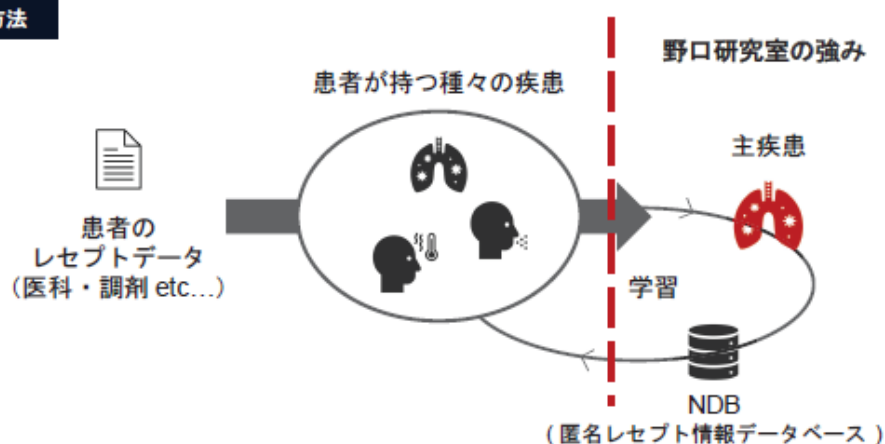 方法
野口研究室の強み
患者が持つ種々の疾患
主疾患
患者の
レセプトデータ
（医科・調剤 etc…）
学習
NDB
( 匿名レセプト情報データベース )